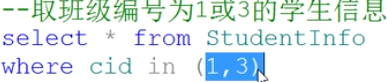 --取班级编号为1或3的学生信息
select * from StudentInfo
where cid in (1,3)